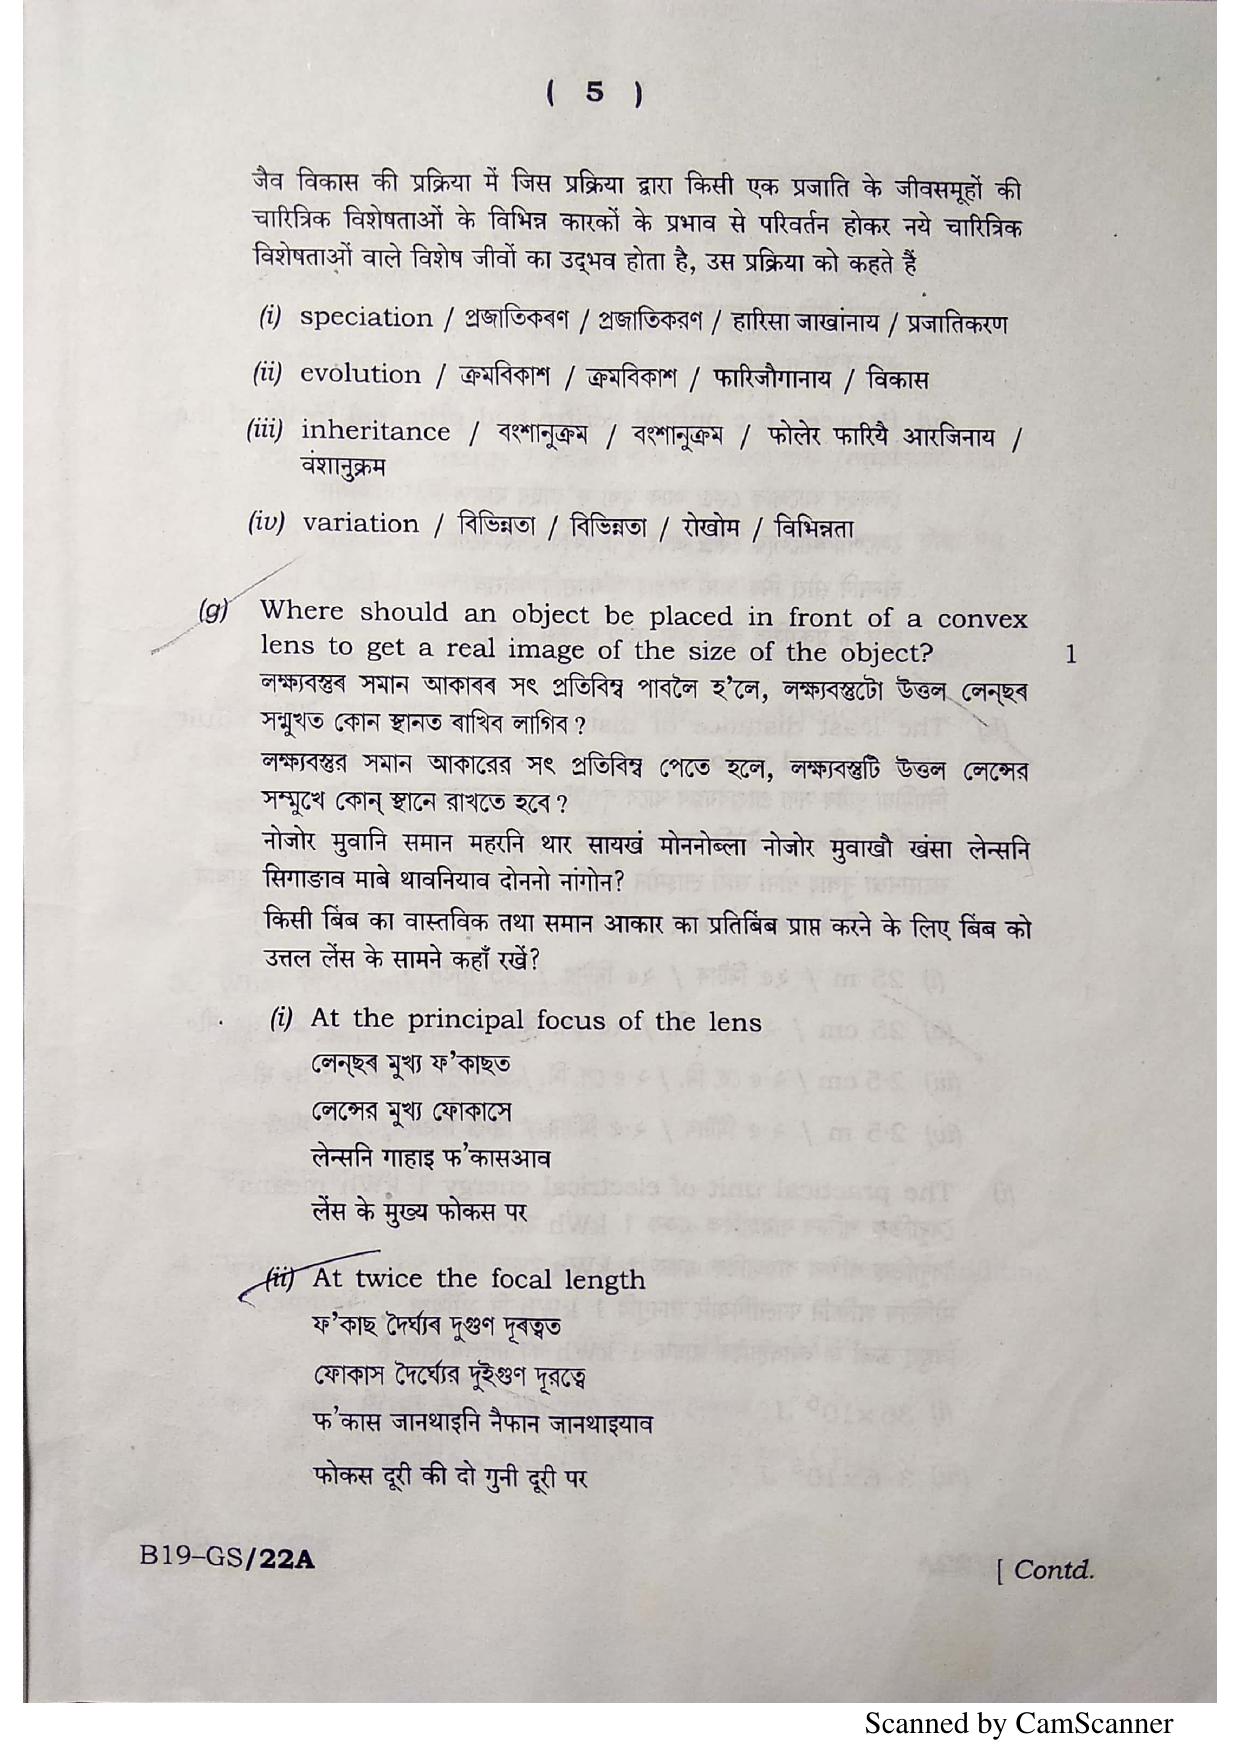 ( 5 )
जैव विकास की प्रक्रिया में जिस प्रक्रिया द्वारा किसी एक प्रजाति के जीवसमूहों की
चारित्रिक विशेषताओं के विभिन्न कारकों के प्रभाव से परिवर्तन होकर नये चारित्रिक
विशेषताओं वाले विशेष जीवों का उद्‌भव होता है, उस प्रक्रिया को कहते हैं
(i) speciation / প্ৰজাতিকৰণ / প্রজাতিকরণ / हारिसा जाखांनाय / प्रजातिकरण
(ii) evolution / ক্ৰমবিকাশ / ক্রমবিকাশ / फारिजौगानाय / विकास
(iii) inheritance / বংশানুক্ৰম / বংশানুক্রম / फोलेर फारियै आरजिनाय /
वंशानुक्रम
(iv) variation / বিভিন্নতা / বিভিন্নতা / रोखोम / विभिन्नता
(g) Where should an object be placed in front of a convex
lens to get a real image of the size of the object? 1
লক্ষ্যবস্তুৰ সমান আকাৰৰ সৎ প্ৰতিবিম্ব পাবলৈ হ'লে, লক্ষ্যবস্তুটো উত্তল লেন্‌ছৰ
সন্মুখত কোন স্থানত ৰাখিব লাগিব ?
লক্ষ্যবস্তুর সমান আকারের সৎ প্রতিবিম্ব পেতে হলে, লক্ষ্যবস্তুটি উত্তল লেন্সের
সম্মুখে কোন্ স্থানে রাখতে হবে ?
नोजोर मुवानि समान महरनि थार सायखं मोननोब्ला नोजोर मुवाखौ खंसा लेन्सनि
सिगाङाव माबे थावनियाव दोननो नांगोन?
किसी बिंब का वास्तविक तथा समान आकार का प्रतिबिंब प्राप्त करने के लिए बिंब को
उत्तल लेंस के सामने कहाँ रखें?
(i) At the principal focus of the lens
লেন্‌ছৰ মুখ্য ফ'কাছত
লেন্সের মুখ্য ফোকাসে
लेन्सनि गाहाइ फ'कासआव
लेंस के मुख्य फोकस पर
(ii) At twice the focal length
ফ'কাছ দৈৰ্ঘ্যৰ দুগুণ দূৰত্বত
ফোকাস দৈর্ঘ্যের দুইগুণ দূরত্বে
फ'कास जानथाइनि नैफान जानथाइयाव
फोकस दूरी की दो गुनी दूरी पर
B19–GS/22A
[ Contd.
Scanned by CamScanner